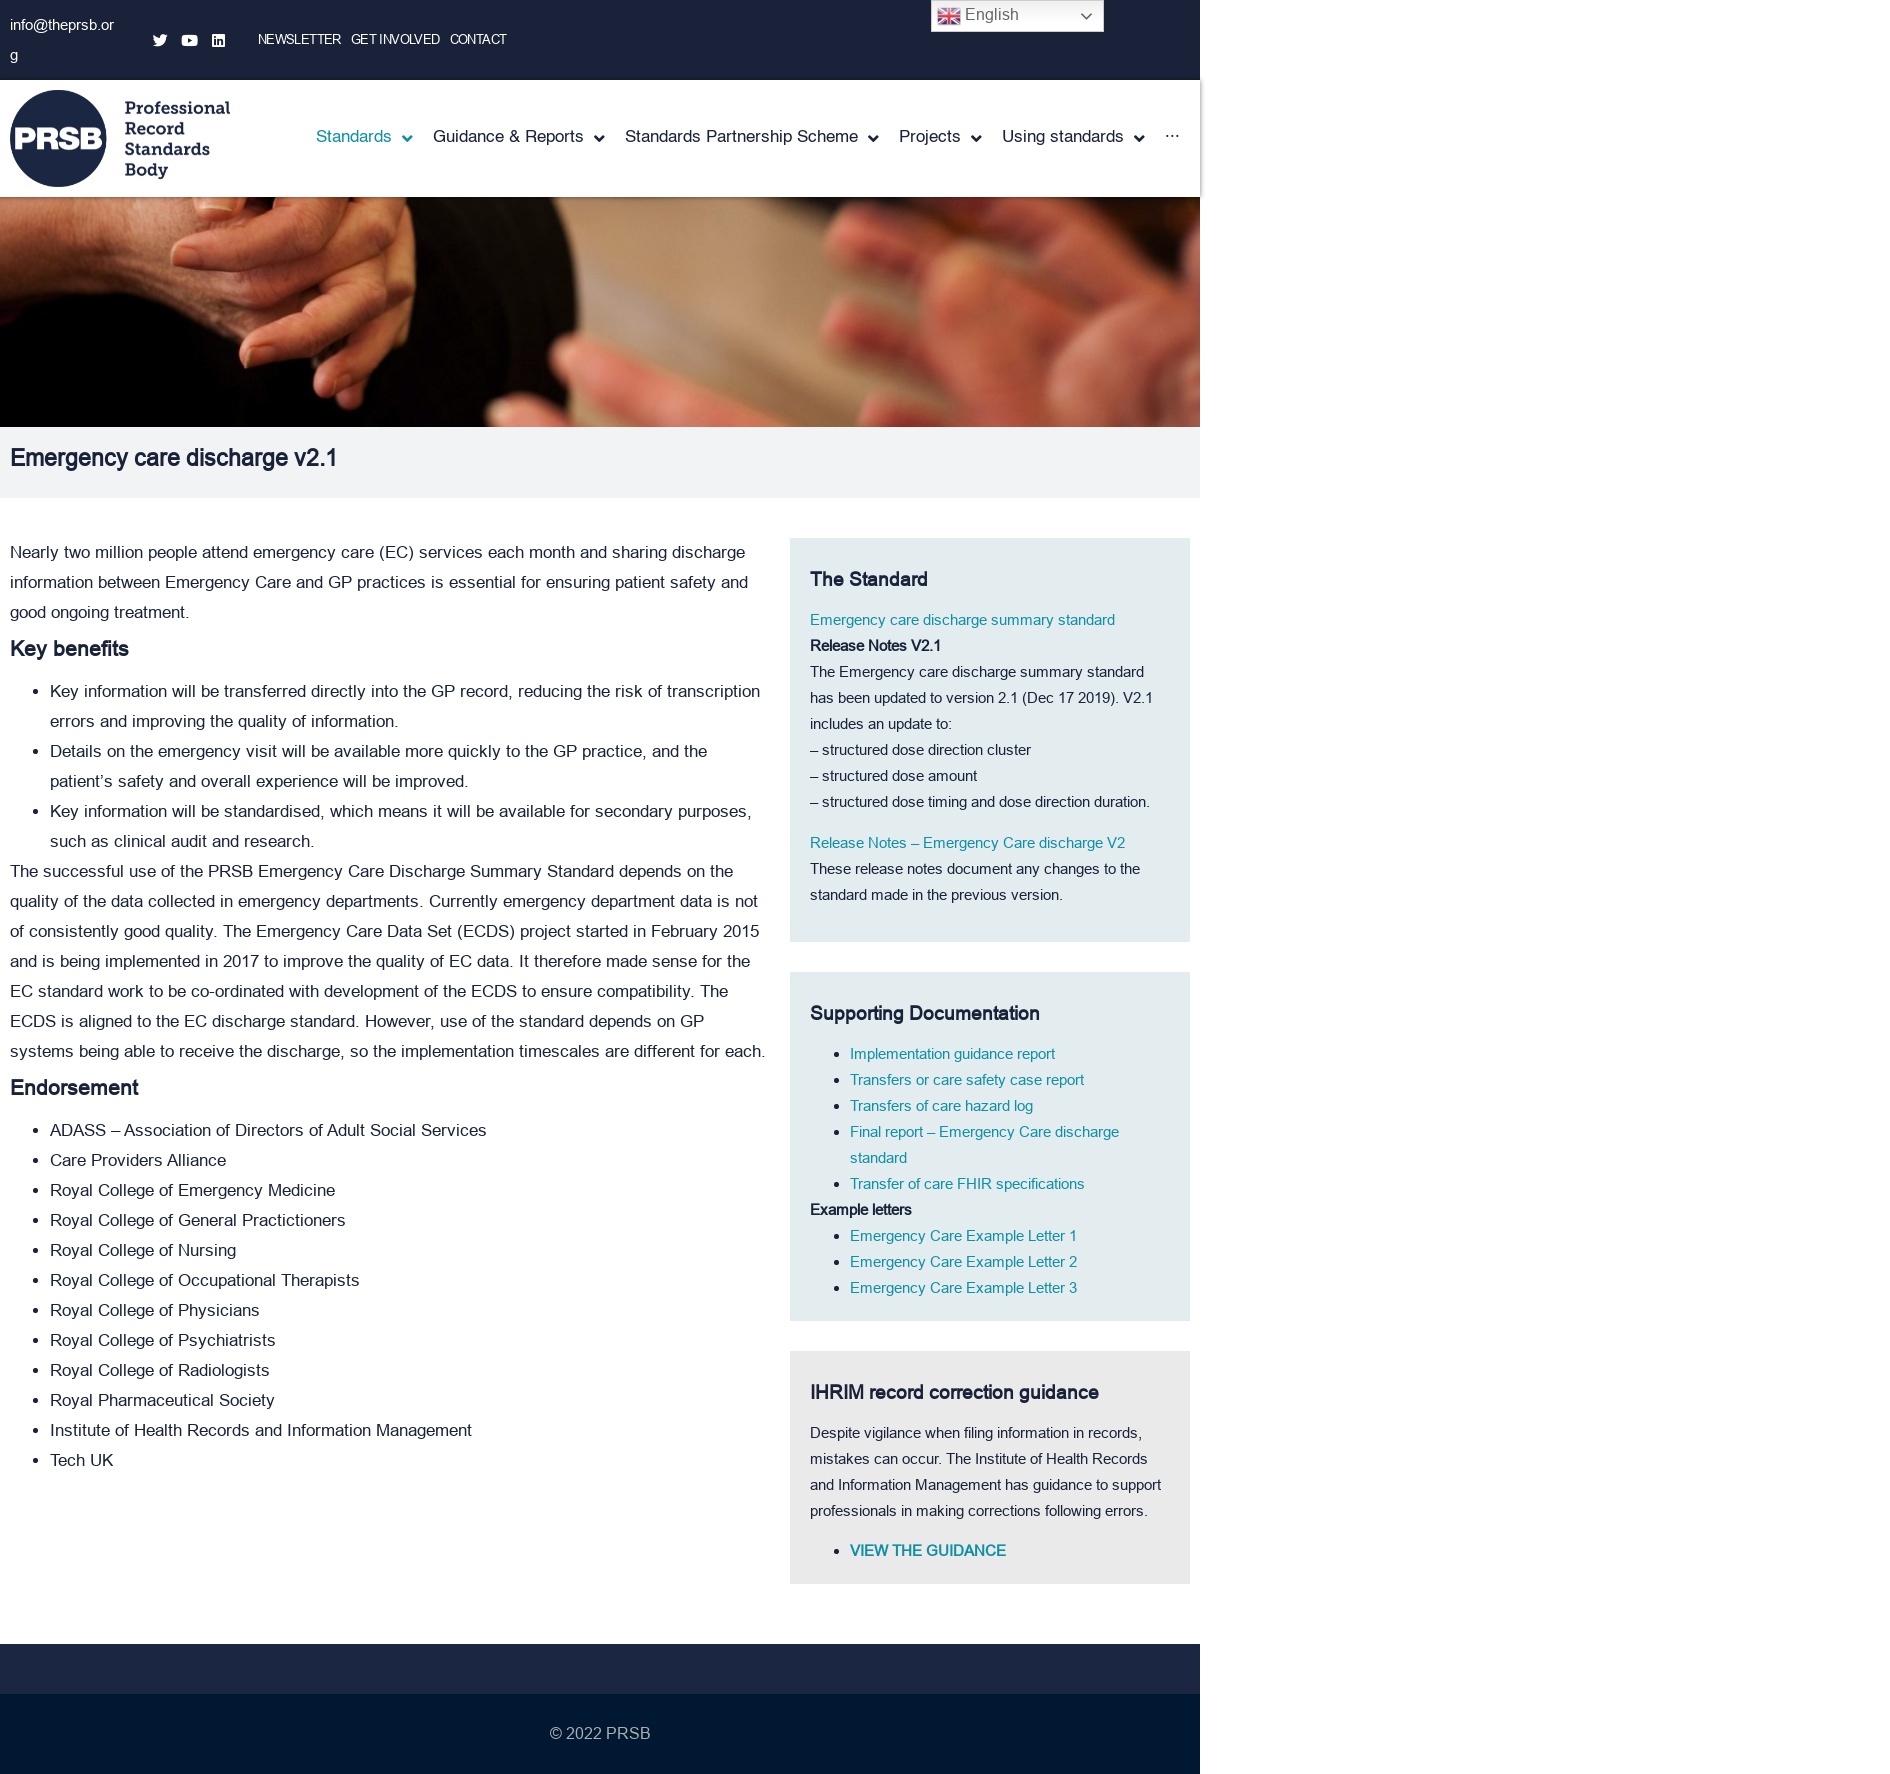 info@theprsb.or
g
NEWSLETTER GET INVOLVED CONTACT
English
PRSB
Professional
Record
Standards
Body
Standards Guidance & Reports Standards Partnership Scheme Projects Using standards ...
Emergency care discharge v2.1
Nearly two million people attend emergency care (EC) services each month and sharing discharge
information between Emergency Care and GP practices is essential for ensuring patient safety and
good ongoing treatment.
Key benefits
• Key information will be transferred directly into the GP record, reducing the risk of transcription
errors and improving the quality of information.
• Details on the emergency visit will be available more quickly to the GP practice, and the
patient’s safety and overall experience will be improved.
• Key information will be standardised, which means it will be available for secondary purposes,
such as clinical audit and research.
The successful use of the PRSB Emergency Care Discharge Summary Standard depends on the
quality of the data collected in emergency departments. Currently emergency department data is not
of consistently good quality. The Emergency Care Data Set (ECDS) project started in February 2015
and is being implemented in 2017 to improve the quality of EC data. It therefore made sense for the
EC standard work to be co-ordinated with development of the ECDS to ensure compatibility. The
ECDS is aligned to the EC discharge standard. However, use of the standard depends on GP
systems being able to receive the discharge, so the implementation timescales are different for each.
Endorsement
• ADASS – Association of Directors of Adult Social Services
• Care Providers Alliance
• Royal College of Emergency Medicine
• Royal College of General Practictioners
• Royal College of Nursing
• Royal College of Occupational Therapists
• Royal College of Physicians
• Royal College of Psychiatrists
• Royal College of Radiologists
• Royal Pharmaceutical Society
• Institute of Health Records and Information Management
• Tech UK
The Standard
Emergency care discharge summary standard
Release Notes V2.1
The Emergency care discharge summary standard
has been updated to version 2.1 (Dec 17 2019). V2.1
includes an update to:
– structured dose direction cluster
– structured dose amount
– structured dose timing and dose direction duration.
Release Notes – Emergency Care discharge V2
These release notes document any changes to the
standard made in the previous version.
Supporting Documentation
• Implementation guidance report
• Transfers or care safety case report
• Transfers of care hazard log
• Final report – Emergency Care discharge
standard
• Transfer of care FHIR specifications
Example letters
• Emergency Care Example Letter 1
• Emergency Care Example Letter 2
• Emergency Care Example Letter 3
IHRIM record correction guidance
Despite vigilance when filing information in records,
mistakes can occur. The Institute of Health Records
and Information Management has guidance to support
professionals in making corrections following errors.
• VIEW THE GUIDANCE
© 2022 PRSB